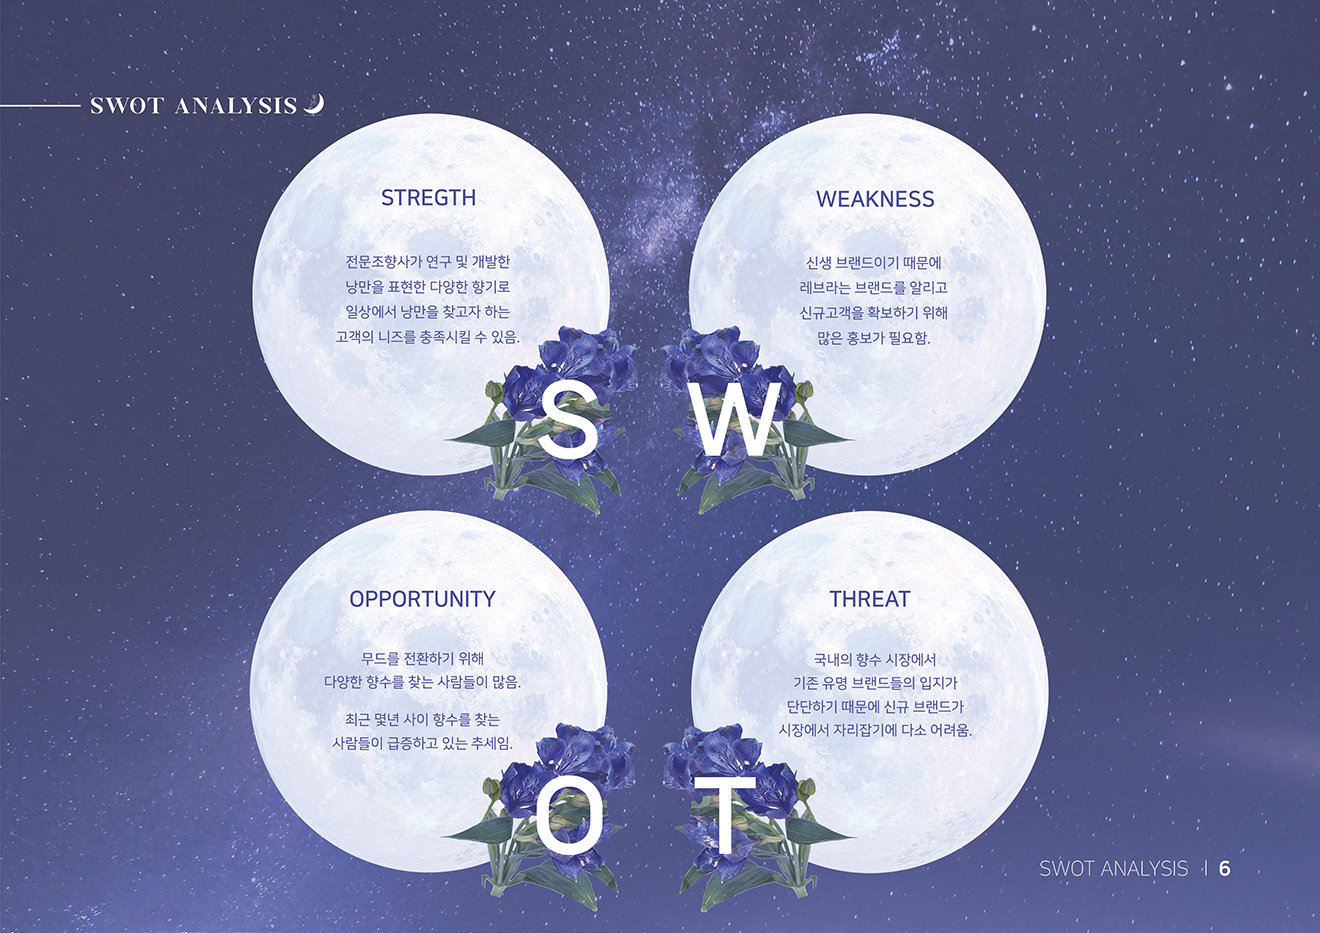 SWOT ANALYSIS
STREGTH
전문조향사가 연구 및 개발한
낭만을 표현한 다양한 향기로
일상에서 낭만을 찾고자 하는
고객의 니즈를 충족시킬 수 있음.
S
WEAKNESS
신생 브랜드이기 때문에
레브라는 브랜드를 알리고
신규고객을 확보하기 위해
많은 홍보가 필요함.
W
OPPORTUNITY
무드를 전환하기 위해
다양한 향수를 찾는 사람들이 많음.
최근 몇년 사이 향수를 찾는
사람들이 급증하고 있는 추세임.
O
THREAT
국내의 향수 시장에서
기존 유명 브랜드들의 입지가
단단하기 때문에 신규 브랜드가
시장에서 자리잡기에 다소 어려움.
T
SWOT ANALYSIS | 6